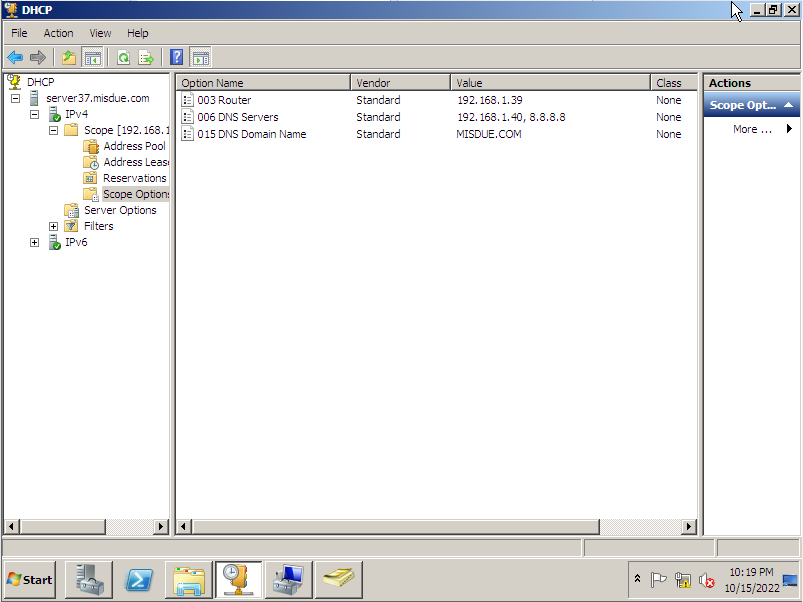 DHCP
File Action View Help
DHCP
server37.misdue.com
IPv4
Scope [192.168.1
Address Pool
Address Leas
Reservations
Scope Options
Server Options
Filters
IPv6
Option Name Vendor Value Class
003 Router Standard 192.168.1.39 None
006 DNS Servers Standard 192.168.1.40, 8.8.8.8 None
015 DNS Domain Name Standard MISDUE.COM None
Actions
Scope Opt...
More ...
Start
10:19 PM
10/15/2022